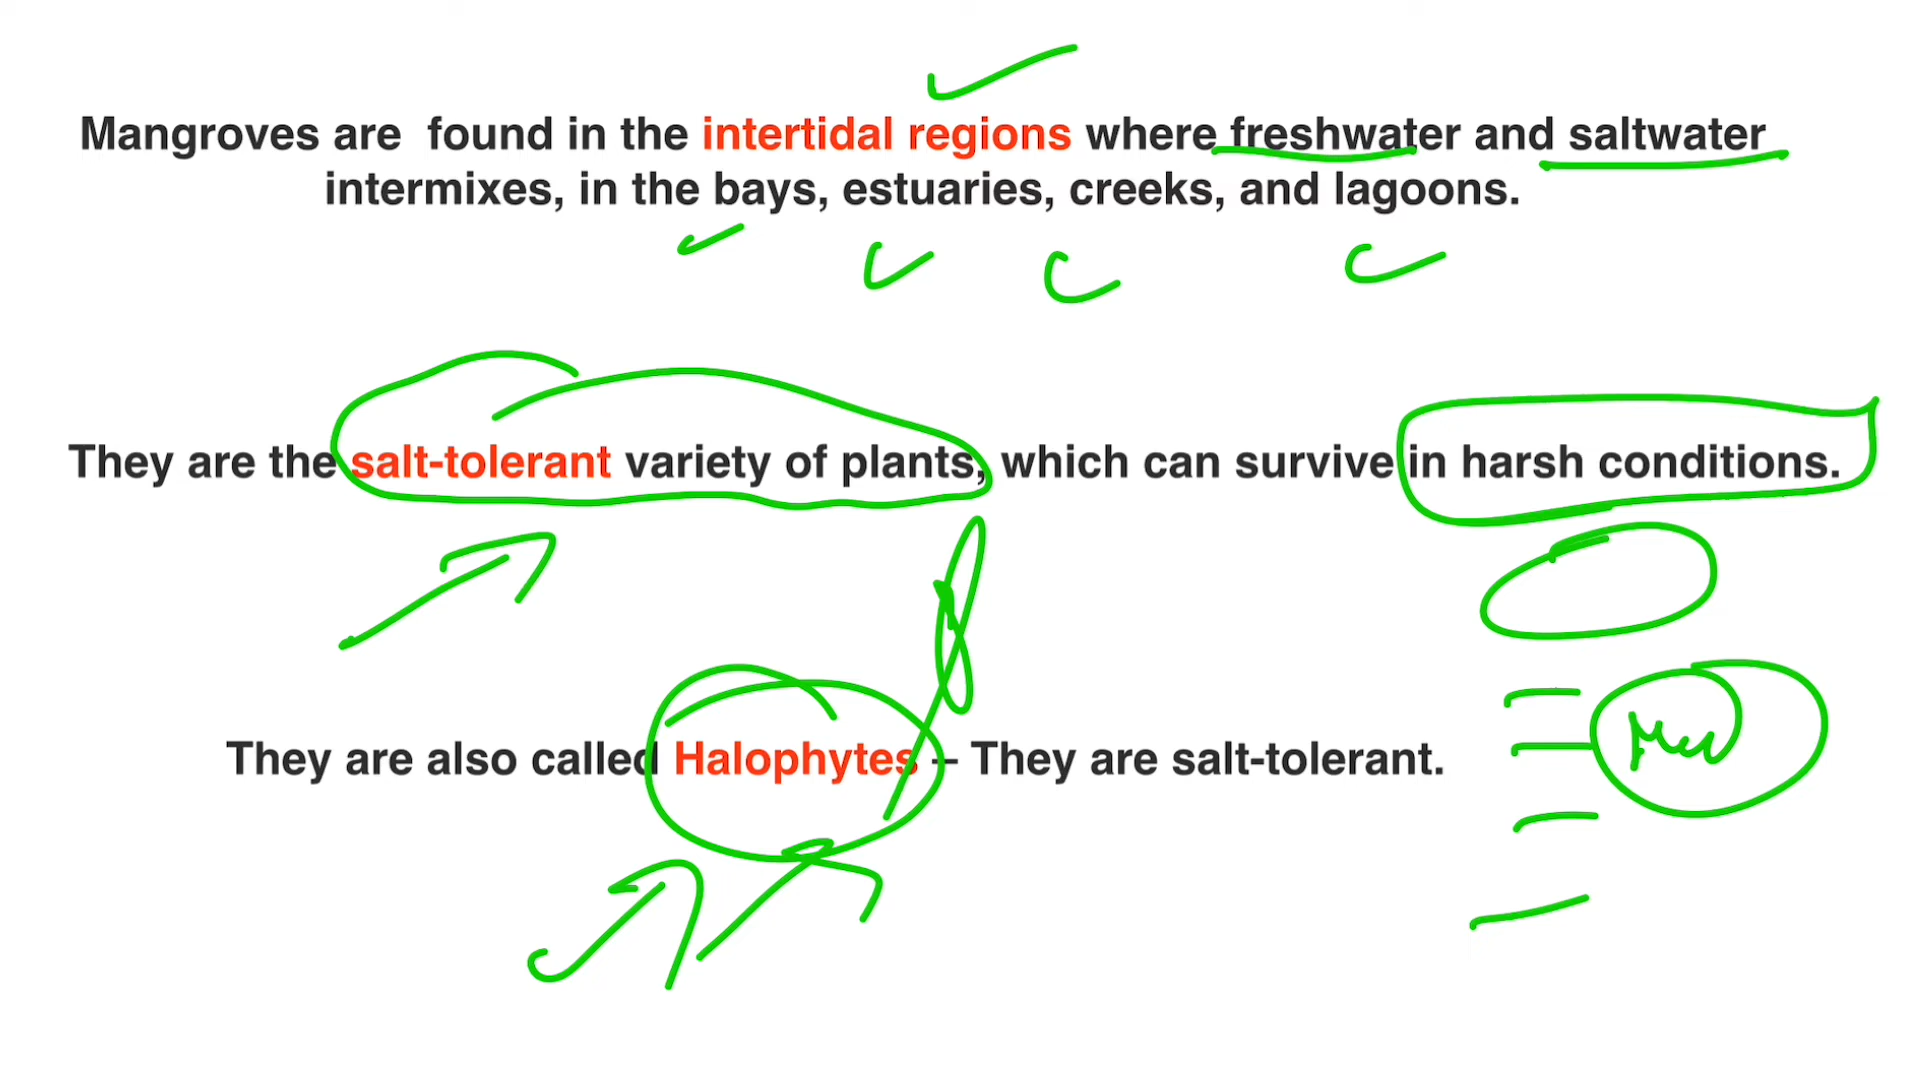 Mangroves are found in the intertidal regions where freshwater and saltwater
intermixes, in the bays, estuaries, creeks, and lagoons.
They are the salt-tolerant variety of plants, which can survive in harsh conditions.
They are also called Halophytes – They are salt-tolerant.